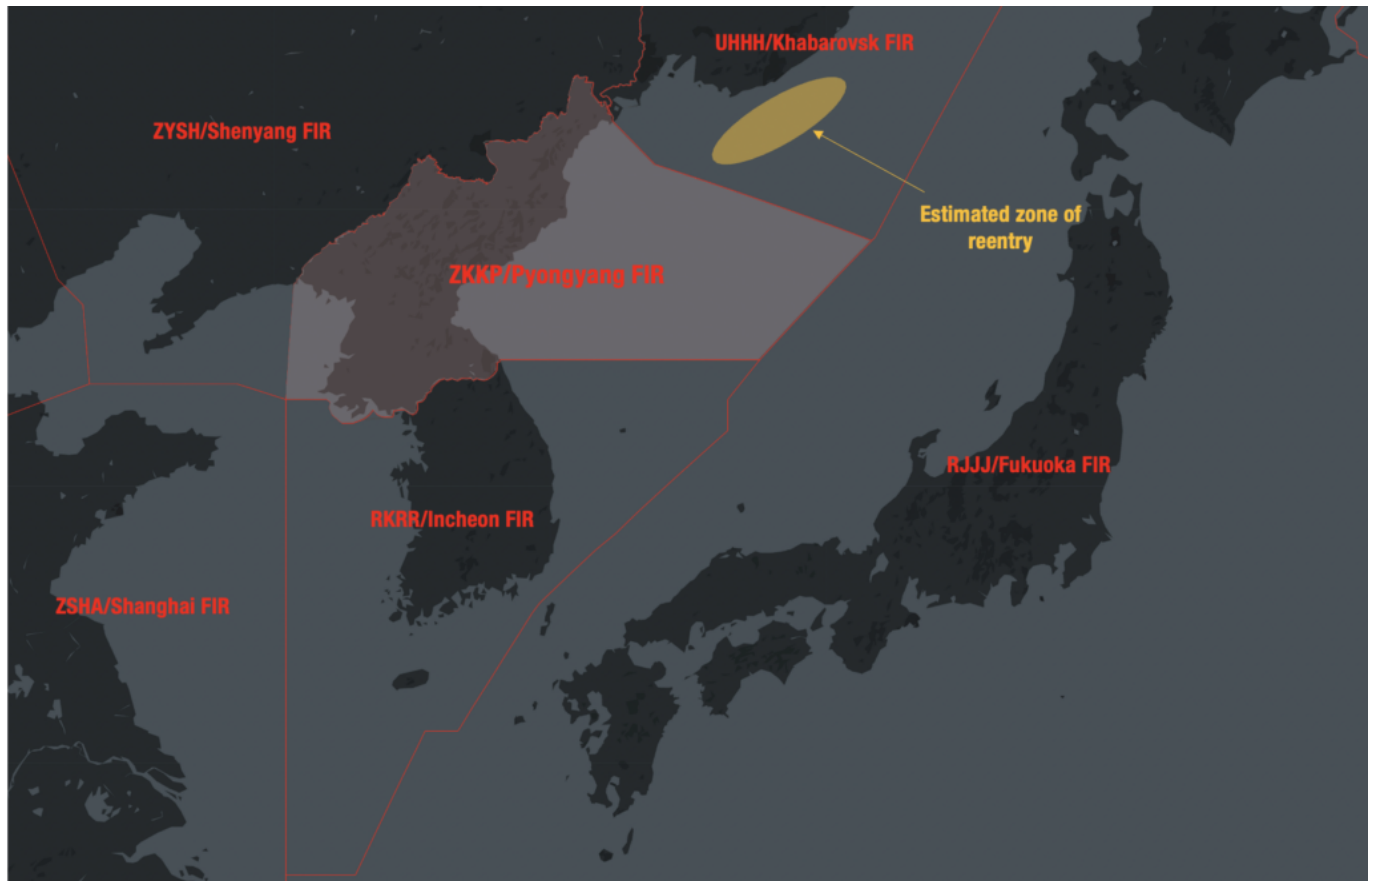 UHHH/Khabarovsk FIR
ZYSH/Shenyang FIR
Estimated zone of
reentry
ZKKP/Pyongyang FIR
RJJJ/Fukuoka FIR
RKRR/Incheon FIR
ZSHA/Shanghai FIR